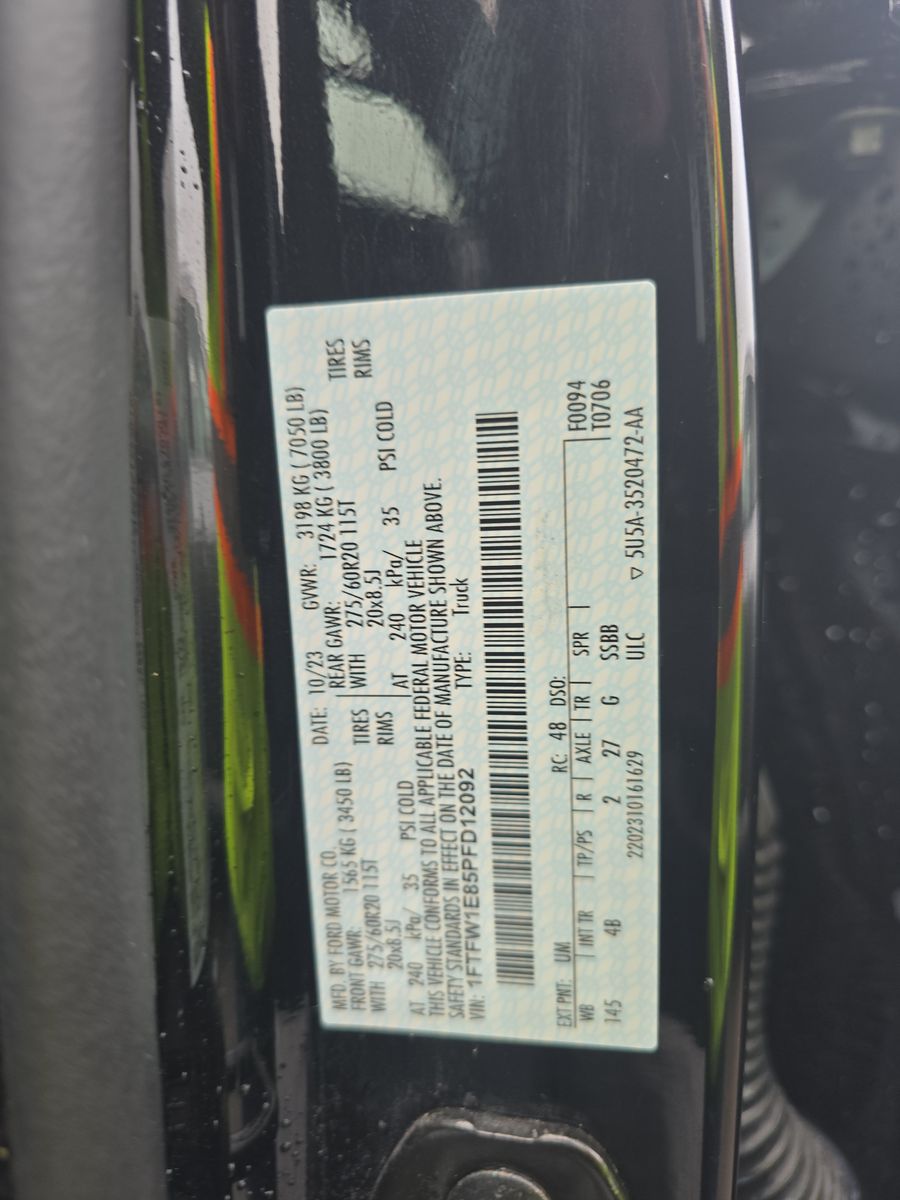 MFD. BY FORD MOTOR CO. DATE: 10/23 GVWR: 3198 KG ( 7050 LB)
FRONT GAWR: 1565 KG ( 3450 LB) REAR GAWR: 1724 KG ( 3800 LB)
WITH 275/60R20 115T TIRES WITH 275/60R20 115T TIRES
20x8.5J RIMS 20x8.5J RIMS
AT 240 kPa/ 35 PSI COLD AT 240 kPa/ 35 PSI COLD
THIS VEHICLE CONFORMS TO ALL APPLICABLE FEDERAL MOTOR VEHICLE
SAFETY STANDARDS IN EFFECT ON THE DATE OF MANUFACTURE SHOWN ABOVE.
VIN: 1FTFW1E85PFD12092 TYPE: Truck
EXT PNT: UM RC: 48 DSO: F0094
WB INT TR TP/PS R AXLE TR SPR T0706
145 4B 2 27 G SSBB
2202310161629 ULC ▽ 5U5A-3520472-AA